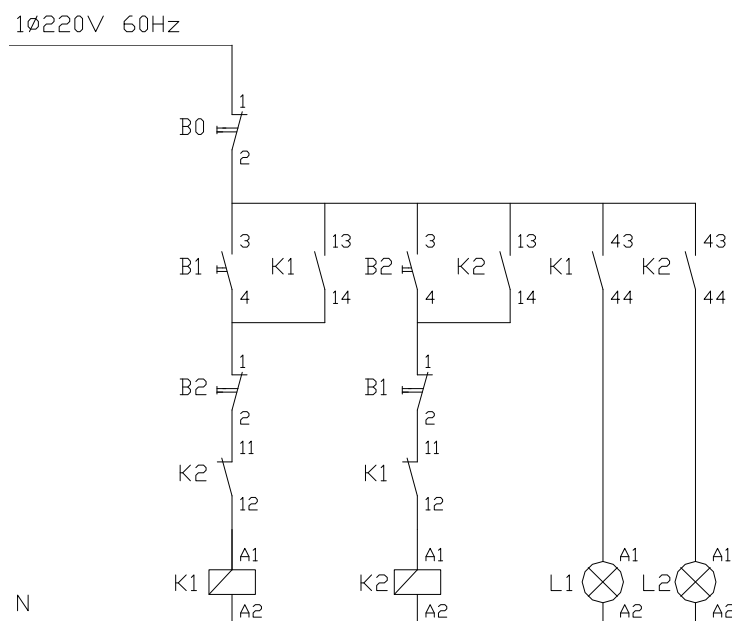 1Ø220V 60Hz
1
B0
2
3 13 3 13 43 43
B1 K1 B2 K2 K1 K2
4 14 4 14 44 44
1 1
B2 B1
2 2
11 11
K2 K1
12 12
A1 A1 A1 A1
K1 K2 L1 L2
N A2 A2 A2 A2